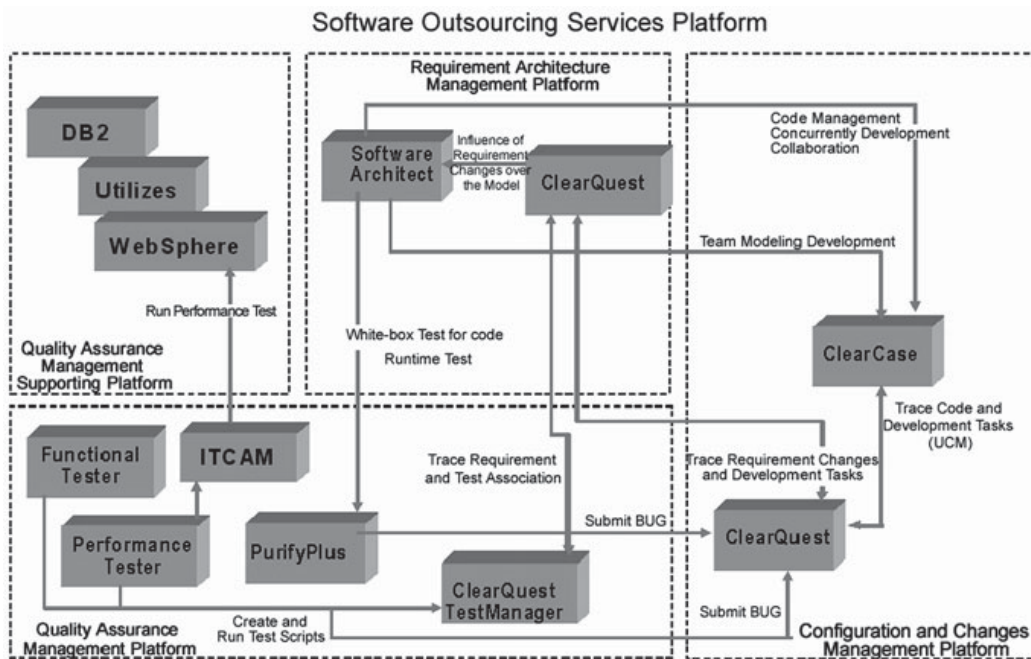 Software Outsourcing Services Platform
Requirement Architecture
Management Platform
DB2
Utilizes
WebSphere
Run Performance Test
Quality Assurance
Management
Supporting Platform
Software
Architect
Influence of
Requirement
Changes over
the Model
ClearQuest
Code Management
Concurrently Development
Collaboration
Team Modeling Development
White-box Test for code
Runtime Test
ClearCase
Trace Code and
Development Tasks
(UCM)
Functional
Tester
ITCAM
Trace Requirement
and Test Association
Trace Requirement Changes
and Development Tasks
Performance
Tester
PurifyPlus
Submit BUG
ClearQuest
ClearQuest
TestManager
Create and
Run Test Scripts
Submit BUG
Quality Assurance
Management Platform
Configuration and Changes
Management Platform